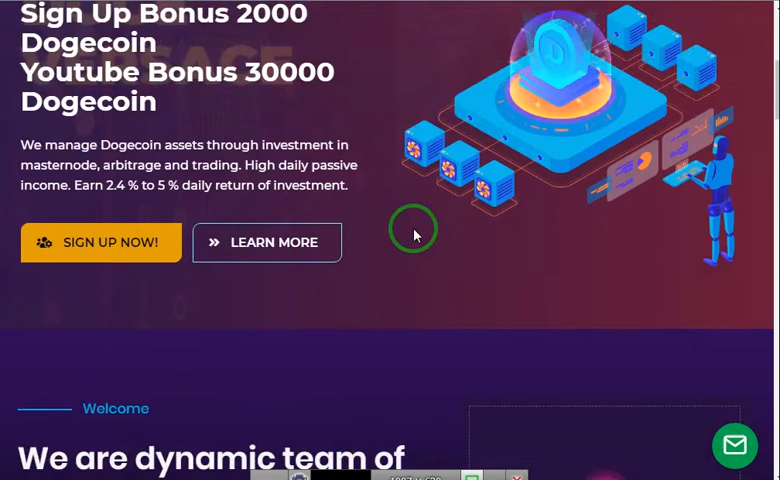 Sign Up Bonus 2000
Dogecoin
Youtube Bonus 30000
Dogecoin
We manage Dogecoin assets through investment in
masternode, arbitrage and trading. High daily passive
income. Earn 2.4 % to 5 % daily return of investment.
SIGN UP NOW!
LEARN MORE
Welcome
We are dynamic team of